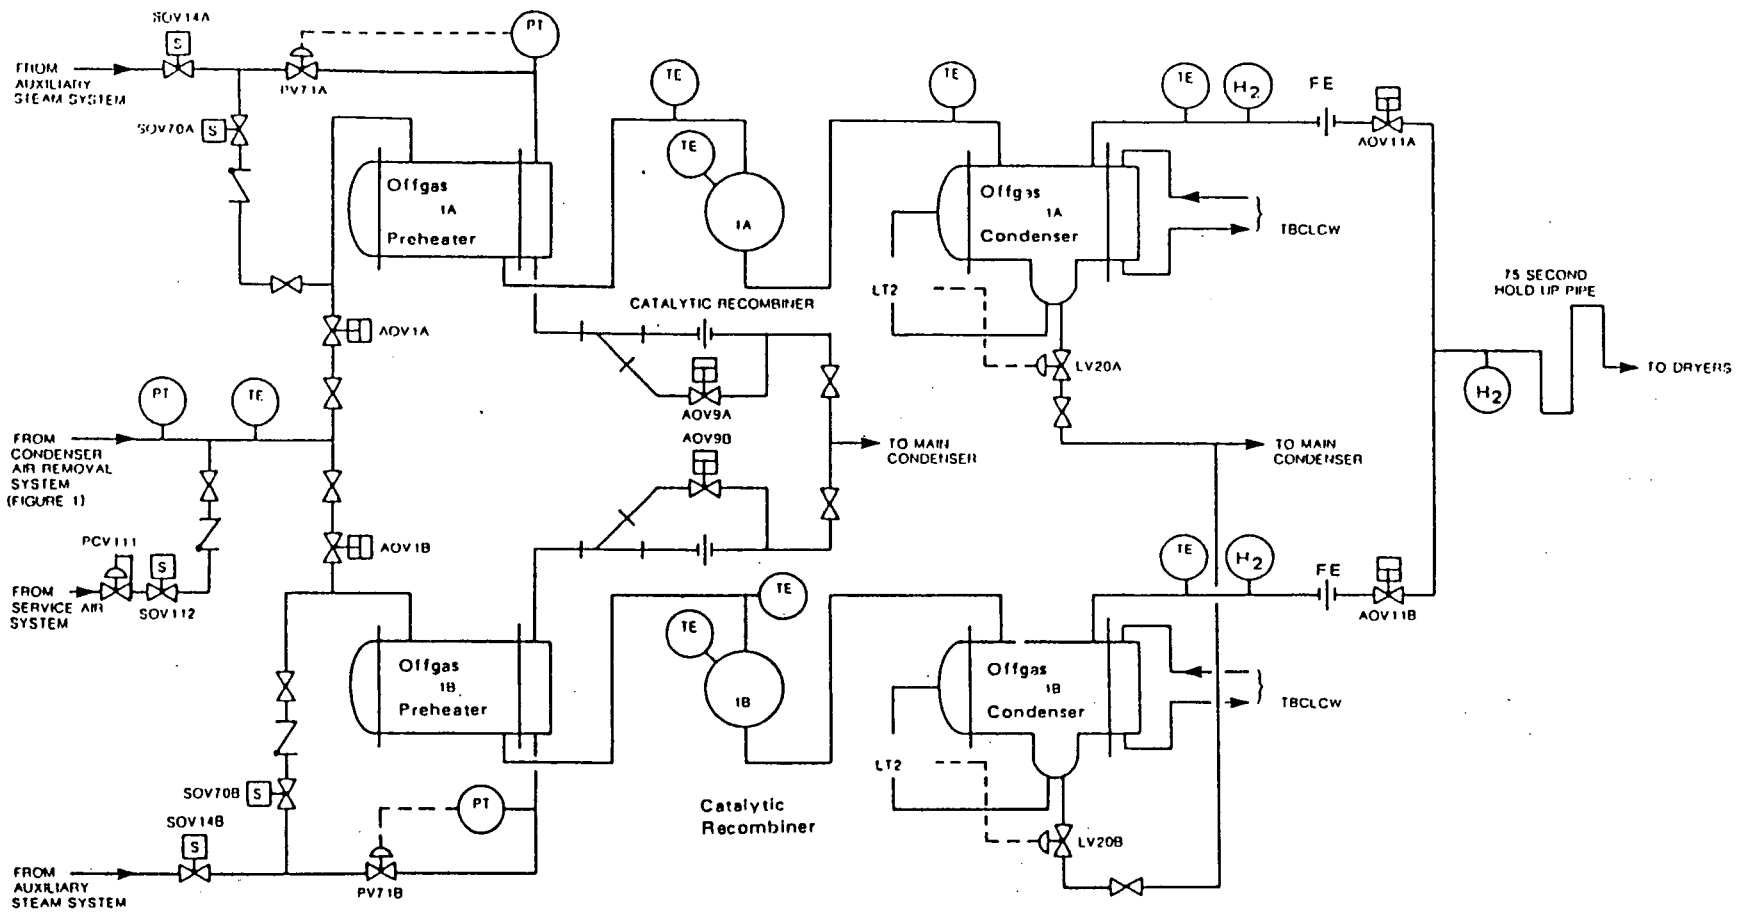 SOV14A
S
PT
FROM
AUXILIARY
STEAM SYSTEM
PV71A
TE
TE
TE
H2
FE
AOV11A
SOV70A
S
TE
Offgas
1A
Preheater
1A
Offgas
1A
Condenser
TBCLCW
LT2
75 SECOND
HOLD UP PIPE
CATALYTIC RECOMBINER
AOV1A
LV20A
TO DRYERS
H2
PT
TE
AOV9A
AOV9B
FROM
CONDENSER
AIR REMOVAL
SYSTEM
(FIGURE 1)
TO MAIN
CONDENSER
TO MAIN
CONDENSER
PCV111
S
AOV1B
TE
H2
FE
FROM
SERVICE AIR
SYSTEM
SOV112
TE
AOV11B
TE
Offgas
1B
Preheater
1B
Offgas
1B
Condenser
TBCLCW
LT2
SOV70B
S
PT
Catalytic
Recombiner
SOV14B
S
LV20B
FROM
AUXILIARY
STEAM SYSTEM
PV71B